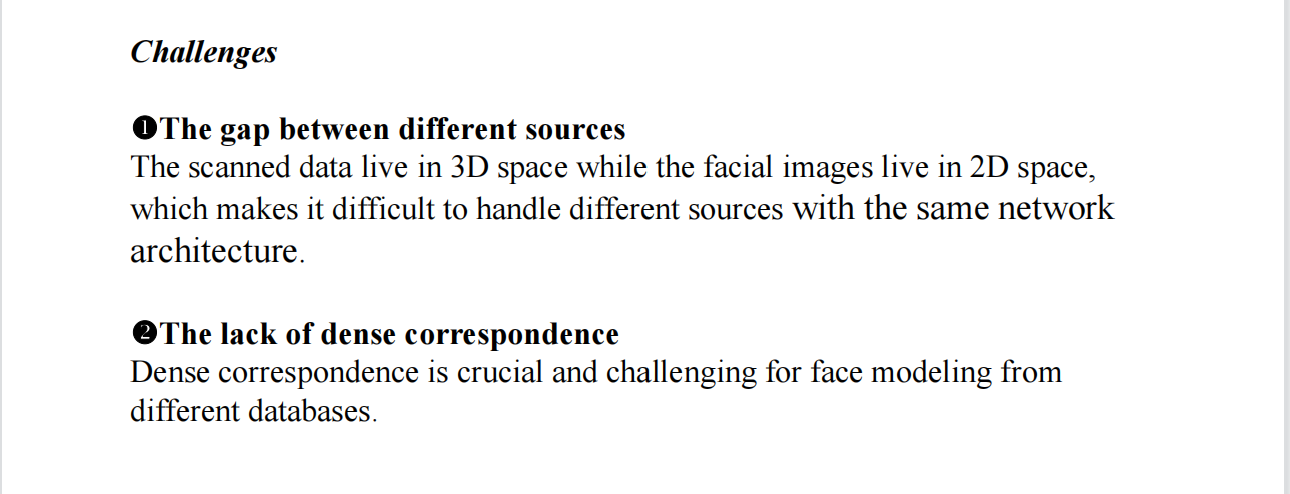 Challenges
❶The gap between different sources
The scanned data live in 3D space while the facial images live in 2D space,
which makes it difficult to handle different sources with the same network
architecture.
❷The lack of dense correspondence
Dense correspondence is crucial and challenging for face modeling from
different databases.